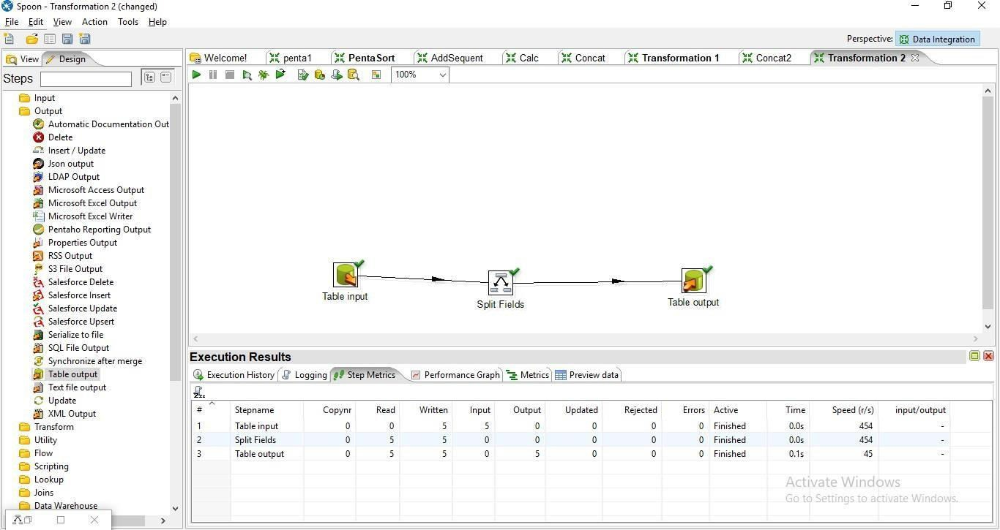 Spoon - Transformation 2 (changed)
File Edit View Action Tools Help
Perspective: Data Integration
View Design
Welcome! penta1 PentaSort AddSequent Calc Concat Transformation 1 Concat2 Transformation 2
Steps
100%
Input
Output
Automatic Documentation Out
Delete
Insert / Update
Json output
LDAP Output
Microsoft Access Output
Microsoft Excel Output
Microsoft Excel Writer
Pentaho Reporting Output
Properties Output
RSS Output
S3 File Output
Salesforce Delete
Salesforce Insert
Salesforce Update
Salesforce Upsert
Serialize to file
SQL File Output
Synchronize after merge
Table output
Text file output
Update
XML Output
Transform
Utility
Flow
Scripting
Lookup
Joins
Data Warehouse
Table input
Split Fields
Table output
Execution Results
Execution History Logging Step Metrics Performance Graph Metrics Preview data
# Stepname Copynr Read Written Input Output Updated Rejected Errors Active Time Speed (r/s) input/output
1 Table input 0 0 5 5 0 0 0 0 Finished 0.0s 454 -
2 Split Fields 0 5 5 0 0 0 0 0 Finished 0.0s 454 -
3 Table output 0 5 5 0 5 0 0 0 Finished 0.1s 45 -
Activate Windows
Go to Settings to activate Windows.